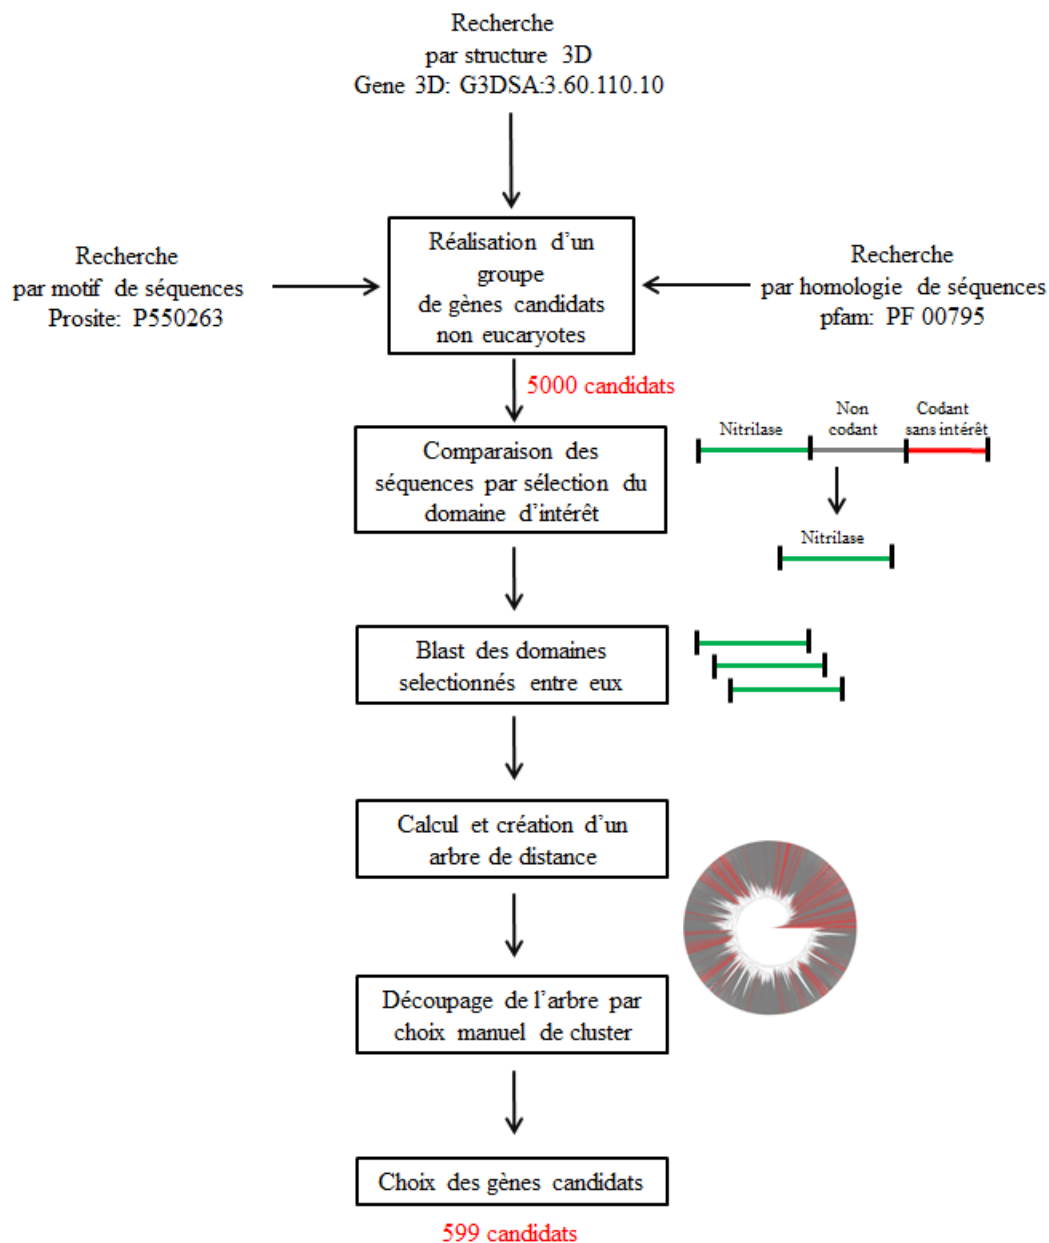 Recherche
par structure 3D
Gene 3D: G3DSA:3.60.110.10
Réalisation d'un
groupe
de gènes candidats
non eucaryotes
Recherche
par motif de séquences
Prosite: P550263
Recherche
par homologie de séquences
pfam: PF 00795
5000 candidats
Comparaison des
séquences par sélection du
domaine d'intérêt
Nitrilase
Non
codant
Codant
sans intérêt
Nitrilase
Blast des domaines
selectionnés entre eux
Calcul et création d'un
arbre de distance
Découpage de l'arbre par
choix manuel de cluster
Choix des gènes candidats
599 candidats